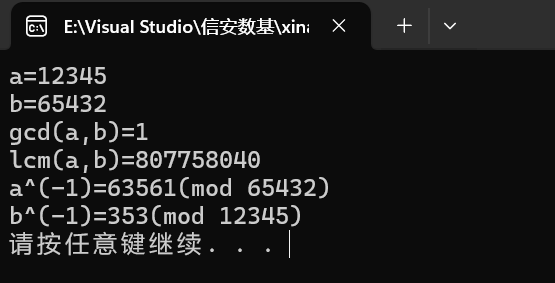 E:\Visual Studio\信安数基\xina
a=12345
b=65432
gcd(a,b)=1
lcm(a,b)=807758040
a^(-1)=63561(mod 65432)
b^(-1)=353(mod 12345)
请按任意键继续. . .